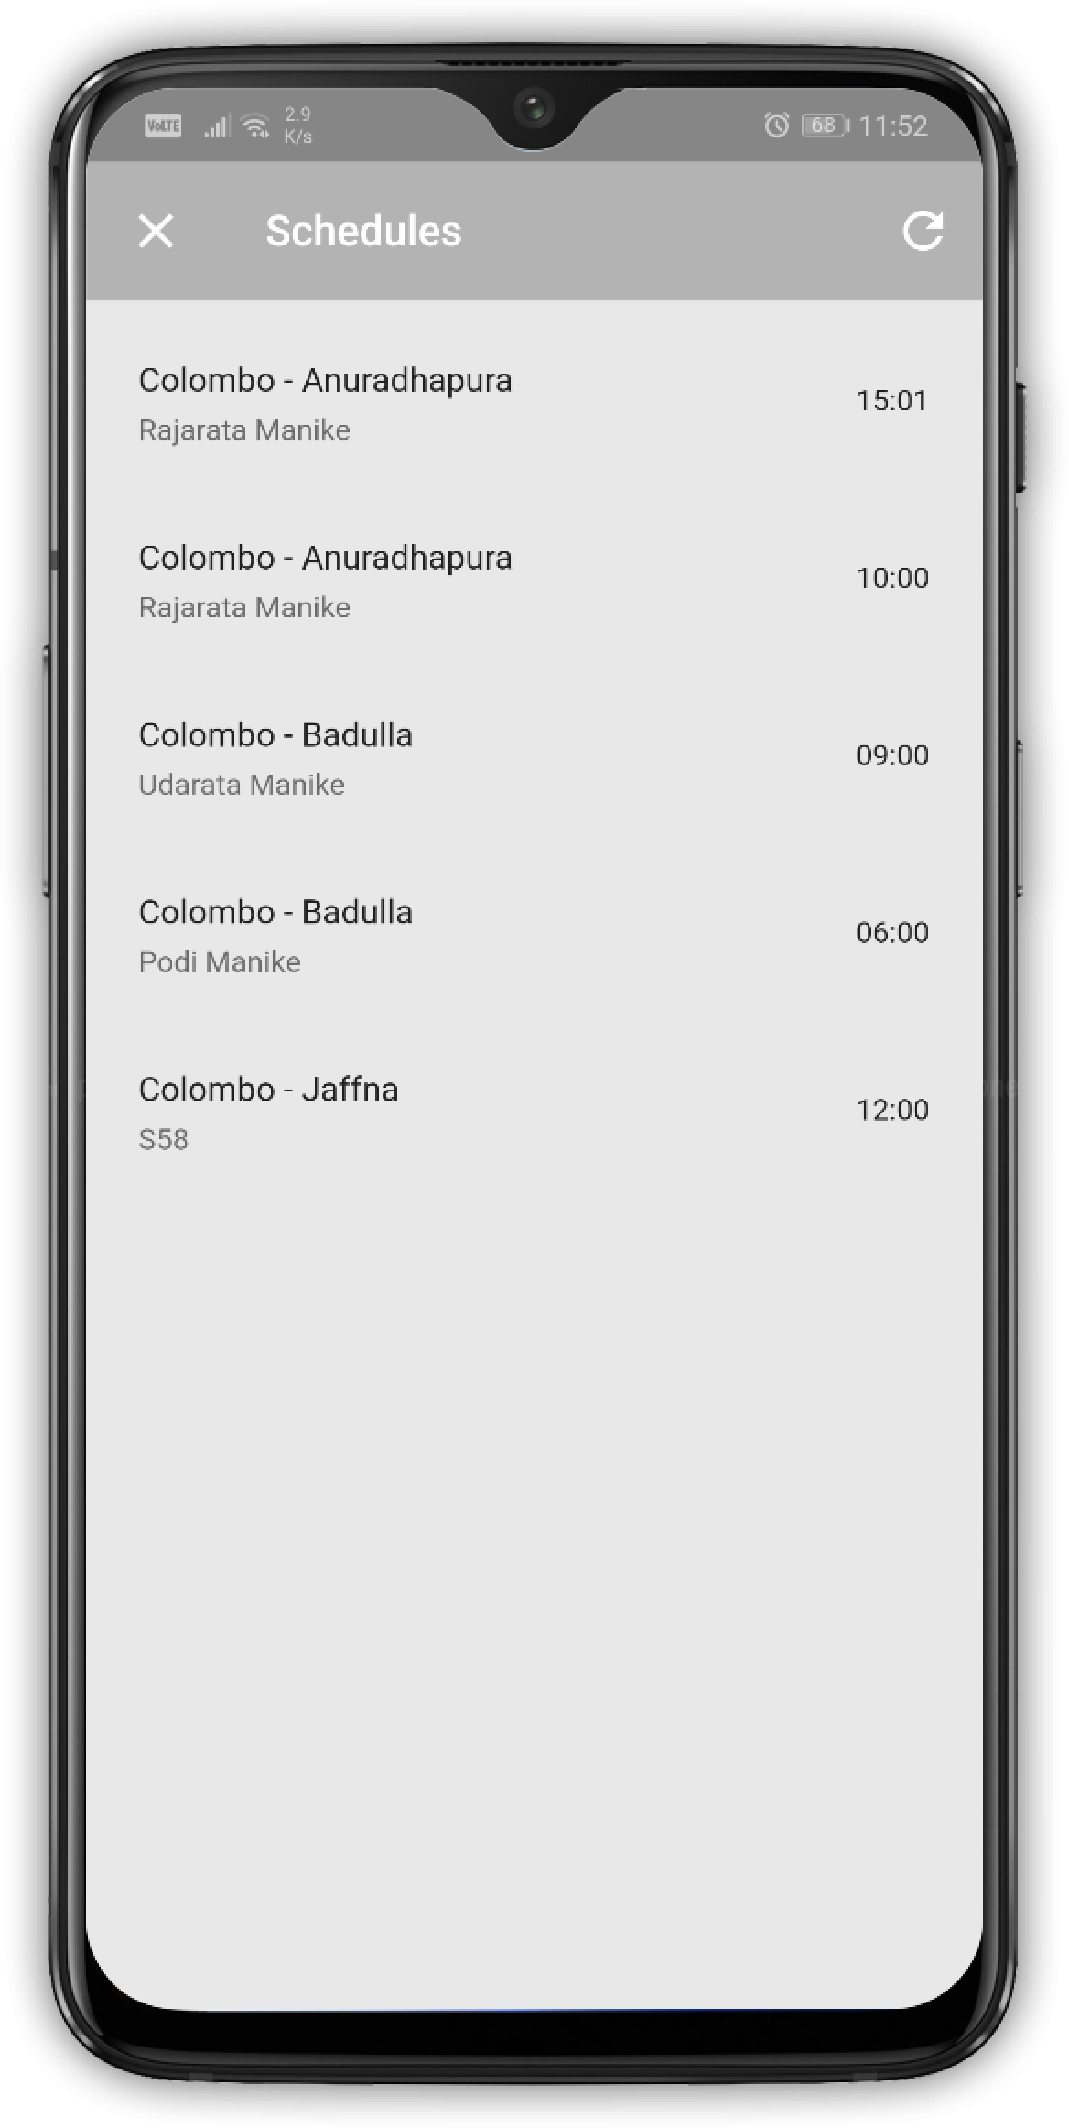 VoLTE 2.9 K/s 68 11:52
Schedules
Colombo - Anuradhapura
Rajarata Manike
15:01
Colombo - Anuradhapura
Rajarata Manike
10:00
Colombo - Badulla
Udarata Manike
09:00
Colombo - Badulla
Podi Manike
06:00
Colombo - Jaffna
S58
12:00